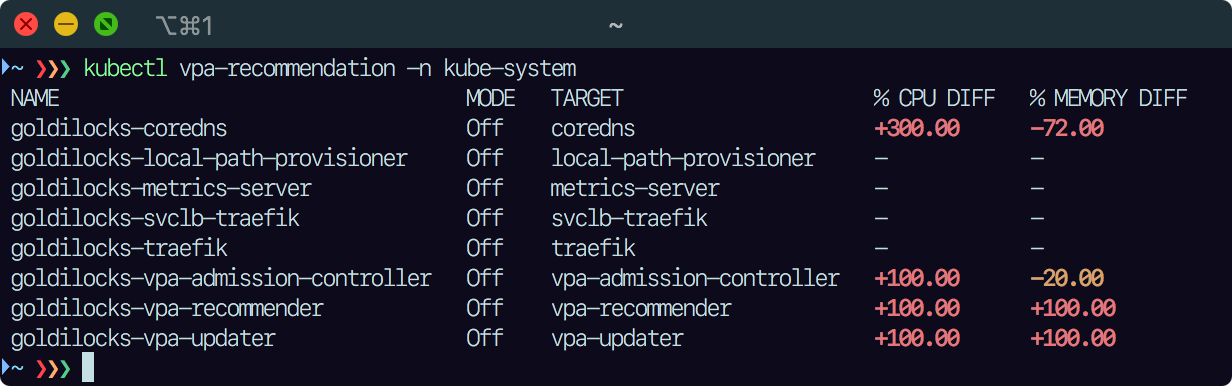 ⌥⌘1 ~
~ ❯❯❯ kubectl vpa-recommendation -n kube-system
NAME MODE TARGET % CPU DIFF % MEMORY DIFF
goldilocks-coredns Off coredns +300.00 -72.00
goldilocks-local-path-provisioner Off local-path-provisioner - -
goldilocks-metrics-server Off metrics-server - -
goldilocks-svclb-traefik Off svclb-traefik - -
goldilocks-traefik Off traefik - -
goldilocks-vpa-admission-controller Off vpa-admission-controller +100.00 -20.00
goldilocks-vpa-recommender Off vpa-recommender +100.00 +100.00
goldilocks-vpa-updater Off vpa-updater +100.00 +100.00
~ ❯❯❯